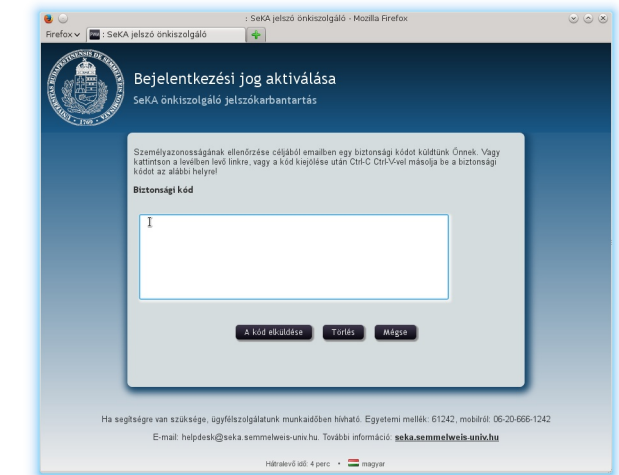 : SeKA jelszó önkiszolgáló - Mozilla Firefox
Firefox
: SeKA jelszó önkiszolgáló
Bejelentkezési jog aktiválása
SeKA önkiszolgáló jelszókarbantartás
Személyazonosságának ellenőrzése céljából emailben egy biztonsági kódot küldtünk Önnek. Vagy
kattintson a levélben levő linkre, vagy a kód kiejölése után Ctrl-C Ctrl-V-vel másolja be a biztonsági
kódot az alábbi helyre!
Biztonsági kód
A kód elküldése Törlés Mégse
Ha segítségre van szüksége, ügyfélszolgálatunk munkaidőben hívható. Egyetemi mellék: 61242, mobilról: 06-20-666-1242
E-mail: helpdesk@seka.semmelweis-univ.hu. További információ: seka.semmelweis-univ.hu
Hátralevő idő: 4 perc • magyar